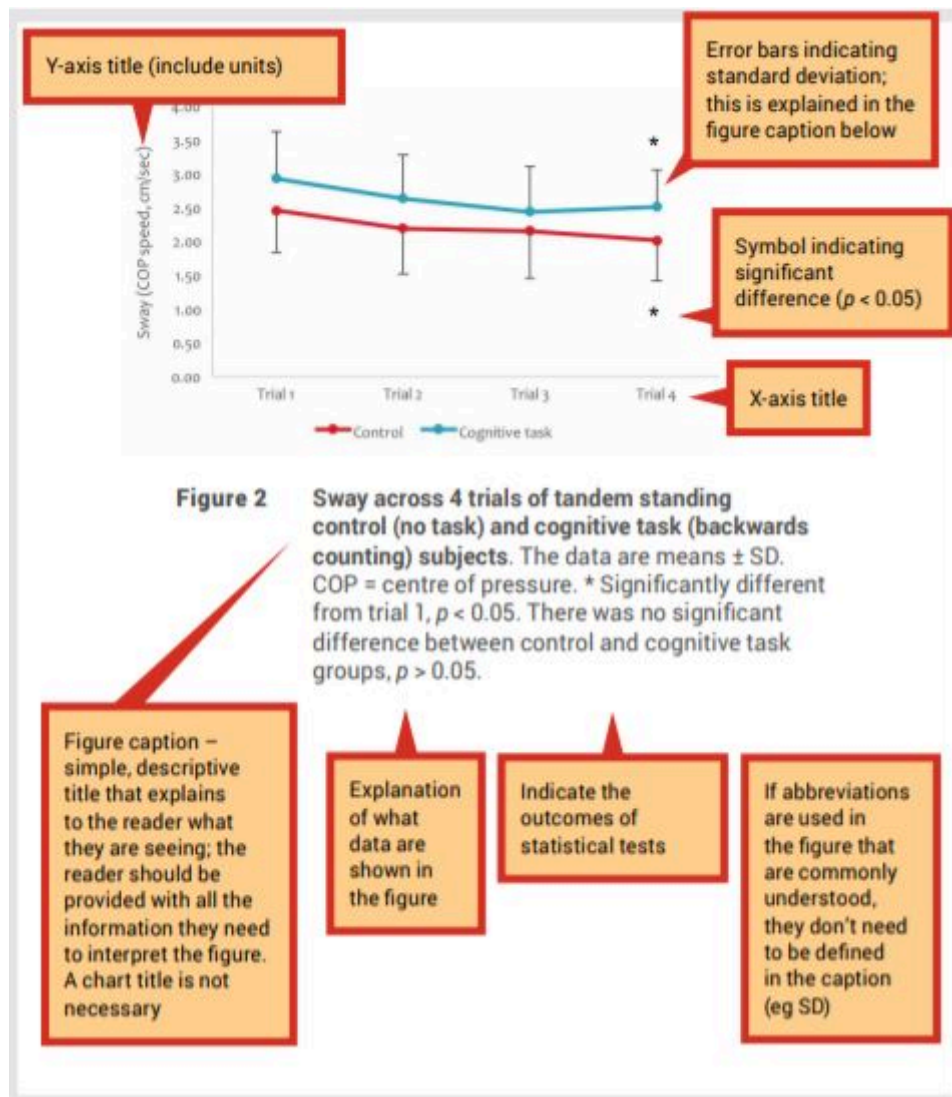 Y-axis title (include units)
Error bars indicating
standard deviation;
this is explained in the
figure caption below
4.00
3.50
3.00
2.50
2.00
1.50
1.00
0.50
0.00
Sway (COP speed, cm/sec)
*
*
Symbol indicating
significant
difference (p < 0.05)
Trial 1 Trial 2 Trial 3 Trial 4
X-axis title
Control Cognitive task
Figure 2 Sway across 4 trials of tandem standing
control (no task) and cognitive task (backwards
counting) subjects. The data are means ± SD.
COP = centre of pressure. * Significantly different
from trial 1, p < 0.05. There was no significant
difference between control and cognitive task
groups, p > 0.05.
Figure caption –
simple, descriptive
title that explains
to the reader what
they are seeing; the
reader should be
provided with all the
information they need
to interpret the figure.
A chart title is not
necessary
Explanation
of what
data are
shown in
the figure
Indicate the
outcomes of
statistical tests
If abbreviations
are used in
the figure that
are commonly
understood,
they don't need
to be defined
in the caption
(eg SD)